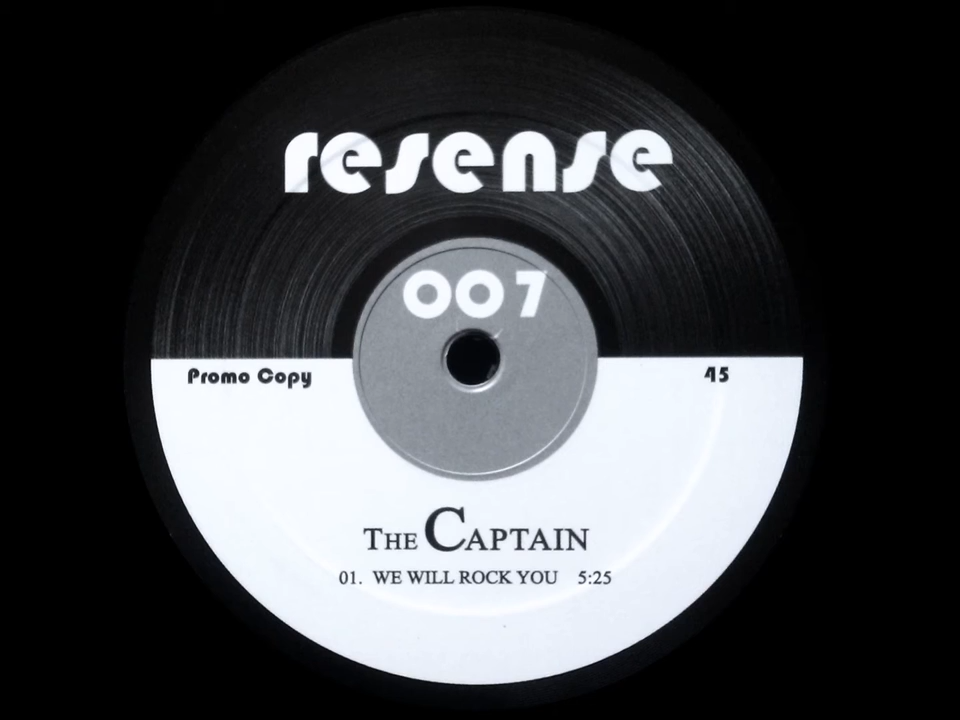 resense
007
Promo Copy 45
THE CAPTAIN
01. WE WILL ROCK YOU 5:25